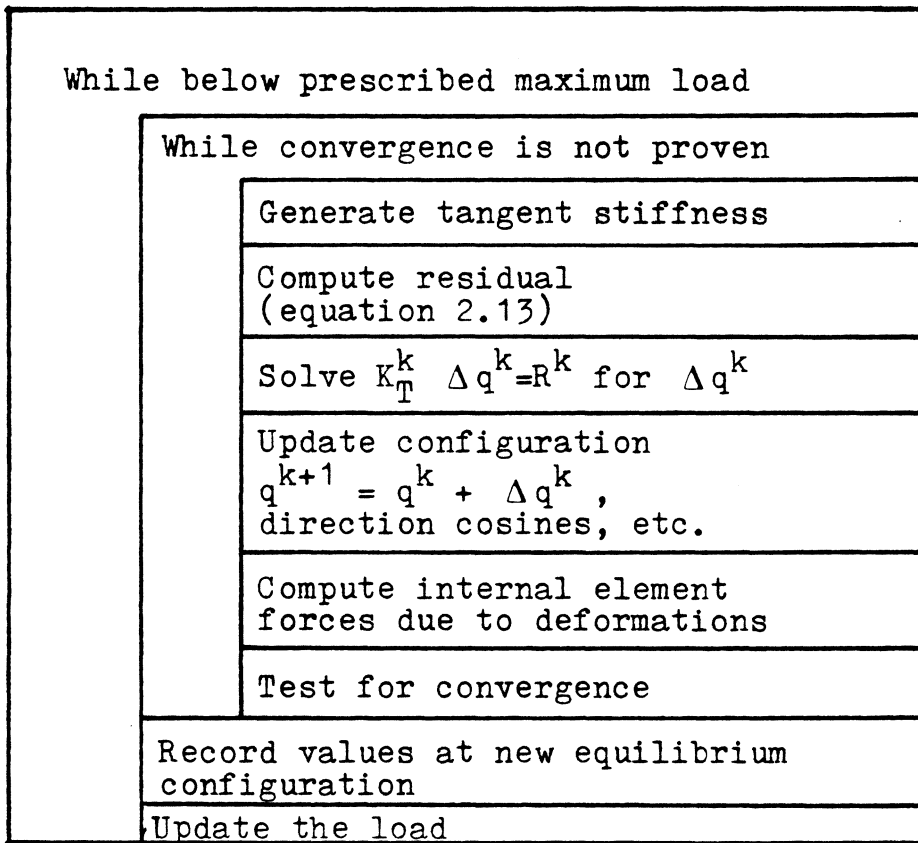 While below prescribed maximum load
While convergence is not proven
Generate tangent stiffness
Compute residual
(equation 2.13)
Solve K_T^k Δq^k=R^k for Δq^k
Update configuration
q^{k+1} = q^k + Δq^k ,
direction cosines, etc.
Compute internal element
forces due to deformations
Test for convergence
Record values at new equilibrium
configuration
Update the load